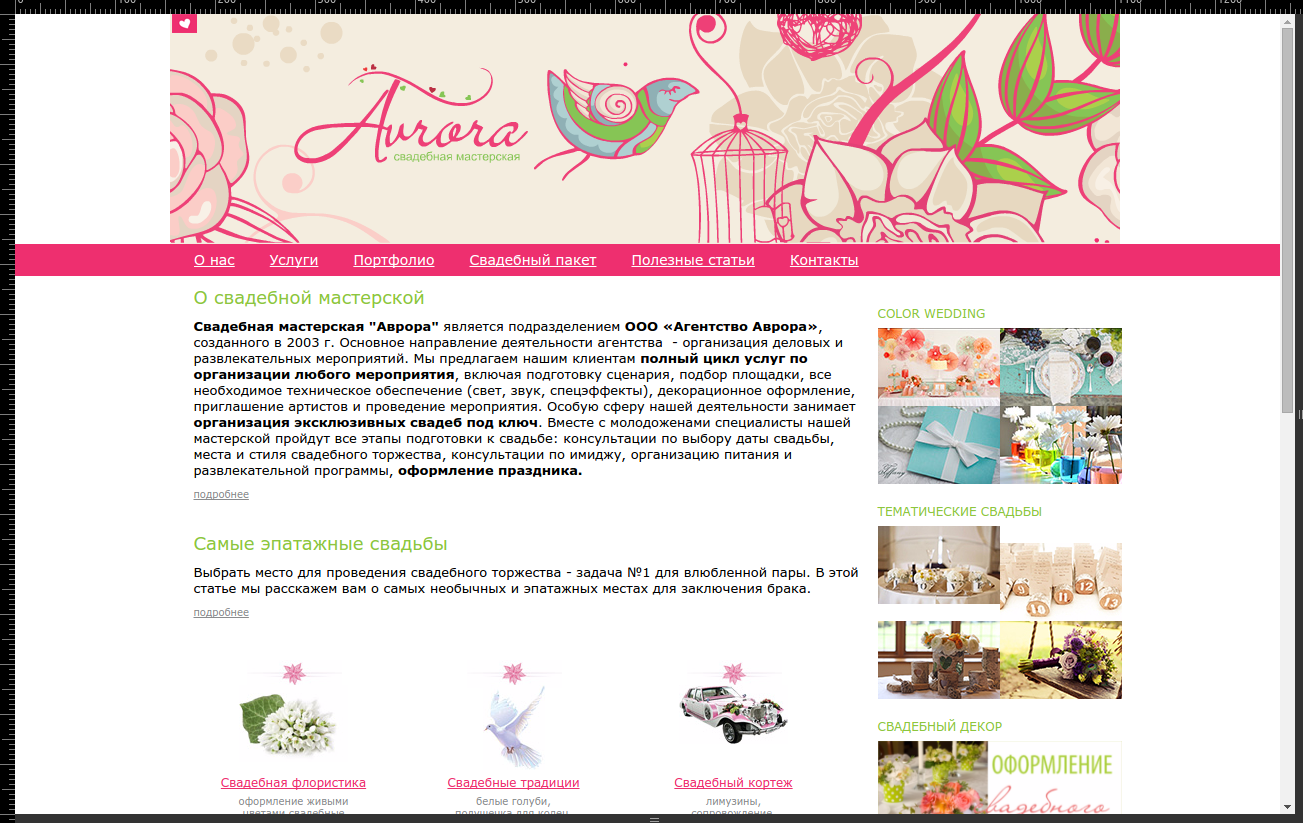 Avrora
свадебная мастерская
О нас Услуги Портфолио Свадебный пакет Полезные статьи Контакты
О свадебной мастерской
Свадебная мастерская "Аврора" является подразделением ООО «Агентство Аврора»,
созданного в 2003 г. Основное направление деятельности агентства - организация деловых и
развлекательных мероприятий. Мы предлагаем нашим клиентам полный цикл услуг по
организации любого мероприятия, включая подготовку сценария, подбор площадки, все
необходимое техническое обеспечение (свет, звук, спецэффекты), декорационное оформление,
приглашение артистов и проведение мероприятия. Особую сферу нашей деятельности занимает
организация эксклюзивных свадеб под ключ. Вместе с молодоженами специалисты нашей
мастерской пройдут все этапы подготовки к свадьбе: консультации по выбору даты свадьбы,
места и стиля свадебного торжества, консультации по имиджу, организацию питания и
развлекательной программы, оформление праздника.
подробнее
Самые эпатажные свадьбы
Выбрать место для проведения свадебного торжества - задача №1 для влюбленной пары. В этой
статье мы расскажем вам о самых необычных и эпатажных местах для заключения брака.
подробнее
Свадебная флористика
оформление живыми
цветами свадебные
Свадебные традиции
белые голуби,
подушечка для колец
Свадебный кортеж
лимузины,
сопровождение
COLOR WEDDING
Tiffany
ТЕМАТИЧЕСКИЕ СВАДЬБЫ
9
10
11
12
13
СВАДЕБНЫЙ ДЕКОР
ОФОРМЛЕНИЕ
свадебного